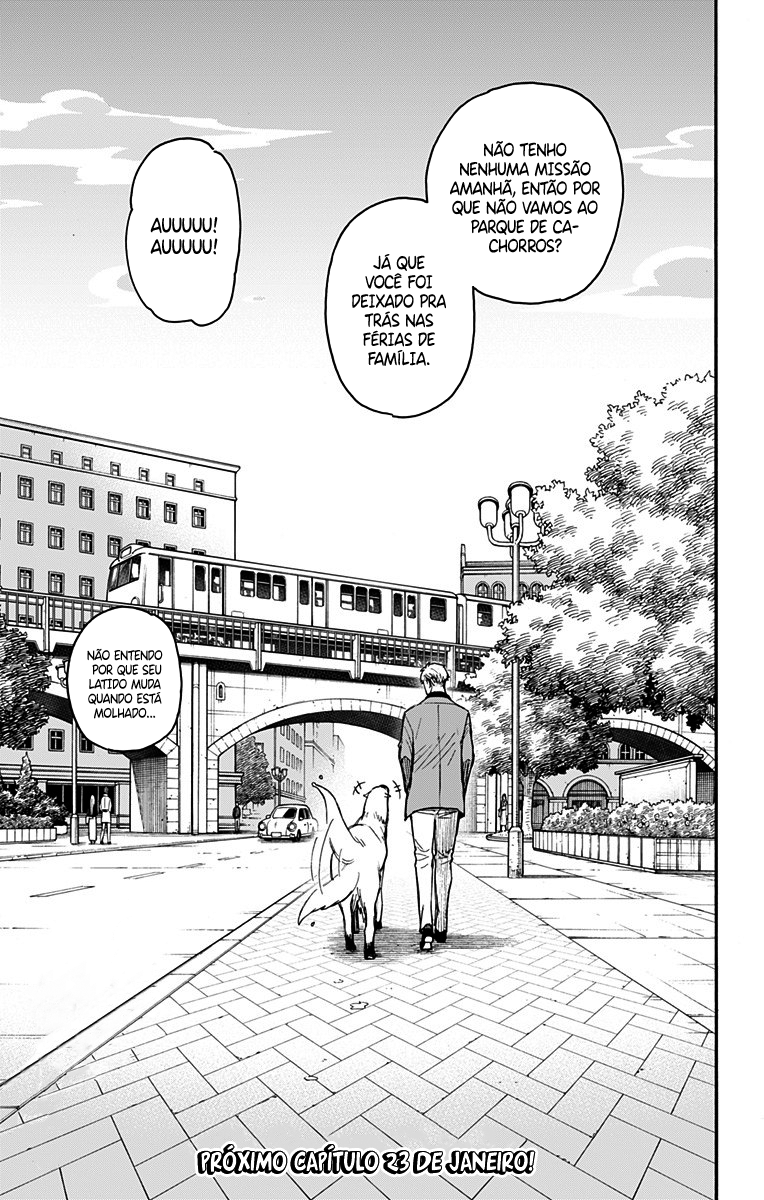 NÃO TENHO
NENHUMA MISSÃO
AMANHÃ, ENTÃO POR
QUE NÃO VAMOS AO
PARQUE DE CA-
CHORROS?
JÁ QUE
VOCÊ FOI
DEIXADO PRA
TRÁS NAS
FÉRIAS DE
FAMÍLIA.
AUUUUU!
AUUUUU!
NÃO ENTENDO
POR QUE SEU
LATIDO MUDA
QUANDO ESTÁ
MOLHADO...
PRÓXIMO CAPÍTULO 23 DE JANEIRO!